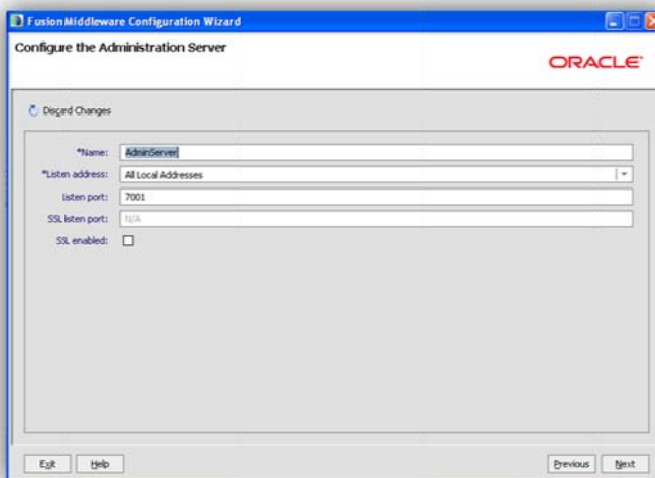 Fusion Middleware Configuration Wizard
Configure the Administration Server
ORACLE
Discard Changes
*Name: AdminServer
*Listen address: All Local Addresses
Listen port: 7001
SSL listen port: N/A
SSL enabled:
Exit Help Previous Next